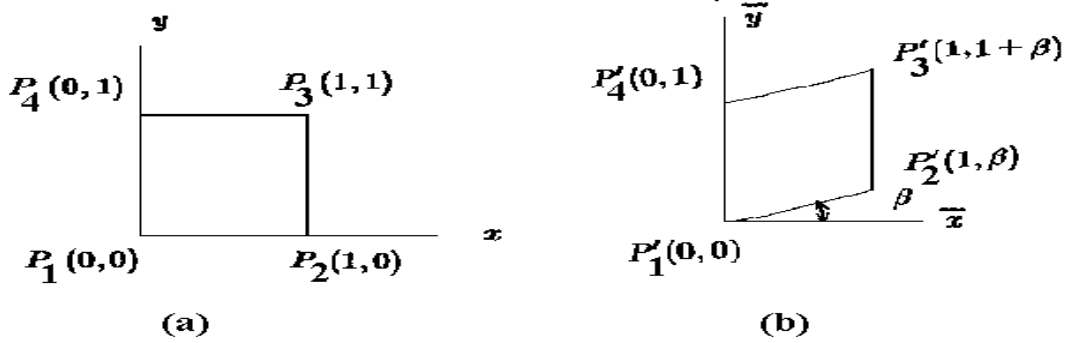 y
P₄ (0, 1)
P₃ (1, 1)
x
P₁ (0,0)
P₂ (1,0)
(a)
y̅
P′₃ (1,1 + β)
P′₄ (0, 1)
P′₂ (1, β)
β
x̅
P′₁ (0, 0)
(b)